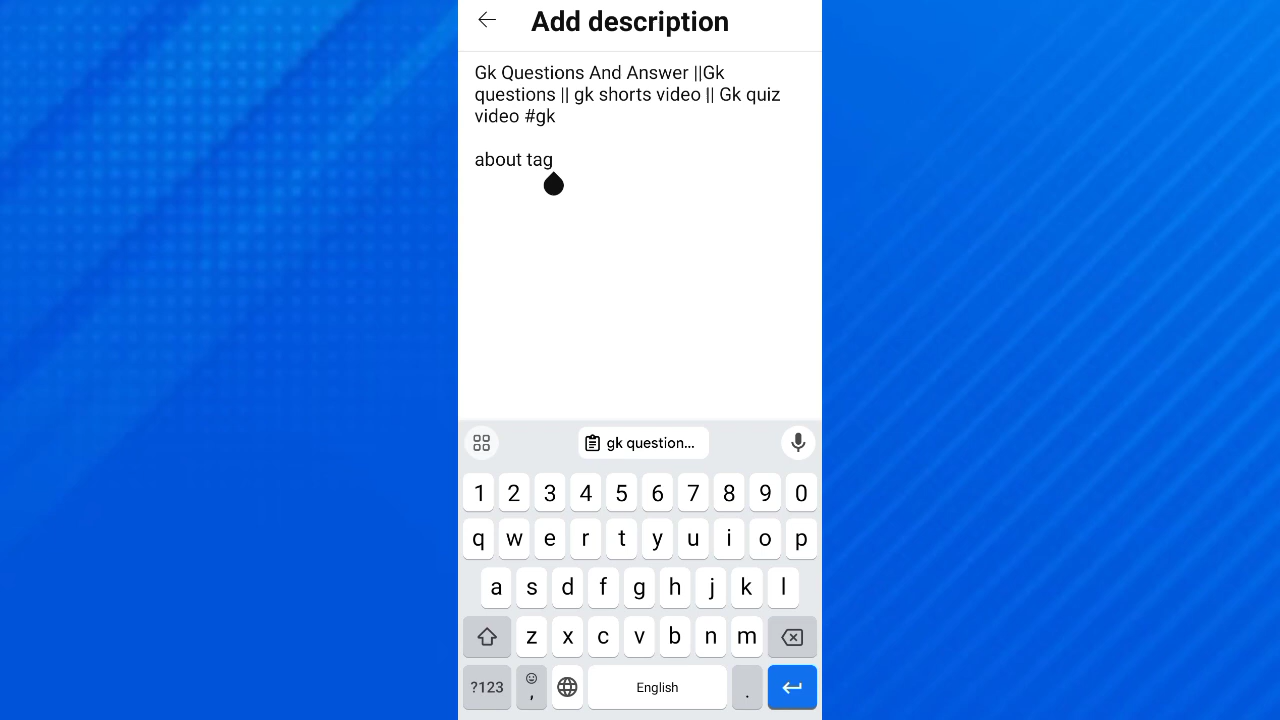 Add description
Gk Questions And Answer ||Gk
questions || gk shorts video || Gk quiz
video #gk
about tag
gk question...
1 2 3 4 5 6 7 8 9 0
q w e r t y u i o p
a s d f g h j k l
z x c v b n m
?123 , English .